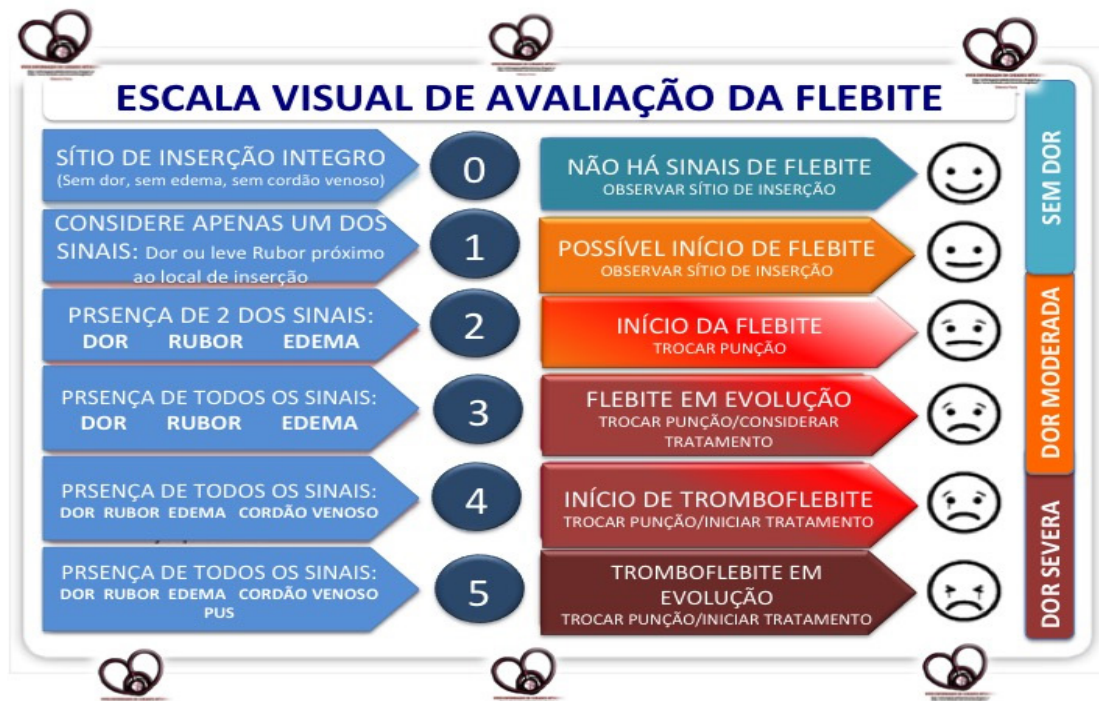 ESCALA VISUAL DE AVALIAÇÃO DA FLEBITE
SÍTIO DE INSERÇÃO INTEGRO
(Sem dor, sem edema, sem cordão venoso)
0
NÃO HÁ SINAIS DE FLEBITE
OBSERVAR SÍTIO DE INSERÇÃO
CONSIDERE APENAS UM DOS
SINAIS: Dor ou leve Rubor próximo
ao local de inserção
1
POSSÍVEL INÍCIO DE FLEBITE
OBSERVAR SÍTIO DE INSERÇÃO
PRSENÇA DE 2 DOS SINAIS:
DOR RUBOR EDEMA
2
INÍCIO DA FLEBITE
TROCAR PUNÇÃO
PRSENÇA DE TODOS OS SINAIS:
DOR RUBOR EDEMA
3
FLEBITE EM EVOLUÇÃO
TROCAR PUNÇÃO/CONSIDERAR
TRATAMENTO
PRSENÇA DE TODOS OS SINAIS:
DOR RUBOR EDEMA CORDÃO VENOSO
4
INÍCIO DE TROMBOFLEBITE
TROCAR PUNÇÃO/INICIAR TRATAMENTO
PRSENÇA DE TODOS OS SINAIS:
DOR RUBOR EDEMA CORDÃO VENOSO
PUS
5
TROMBOFLEBITE EM
EVOLUÇÃO
TROCAR PUNÇÃO/INICIAR TRATAMENTO
SEM DOR
DOR MODERADA
DOR SEVERA